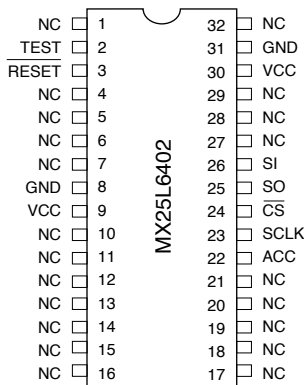 NC 1 32 NC
TEST 2 31 GND
RESET 3 30 VCC
NC 4 29 NC
NC 5 28 NC
NC 6 27 NC
NC 7 26 SI
GND 8 25 SO
VCC 9 24 CS
NC 10 23 SCLK
NC 11 22 ACC
NC 12 21 NC
NC 13 20 NC
NC 14 19 NC
NC 15 18 NC
NC 16 17 NC
MX25L6402